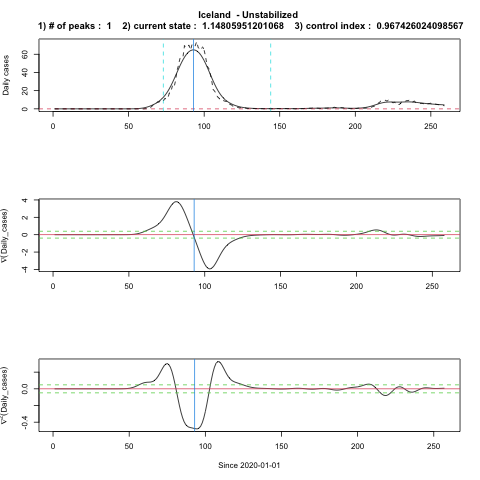 Iceland - Unstabilized
1) # of peaks : 1 2) current state : 1.14805951201068 3) control index : 0.967426024098567
Daily cases
60
40
20
0
0 50 100 150 200 250
∇(Daily_cases)
4
2
0
-2
-4
0 50 100 150 200 250
∇²(Daily_cases)
0.0
-0.4
0 50 100 150 200 250
Since 2020-01-01